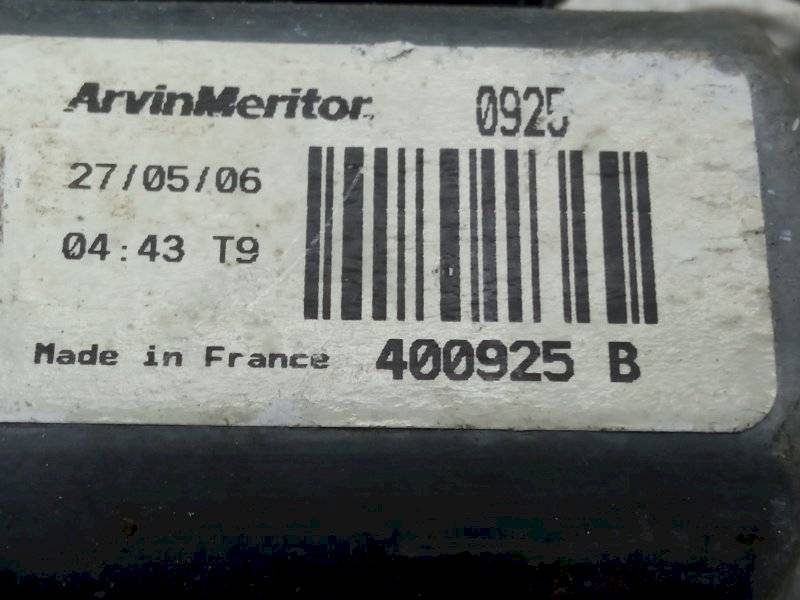 ArvinMeritor 0925
27/05/06
04:43 T9
Made in France 400925 B